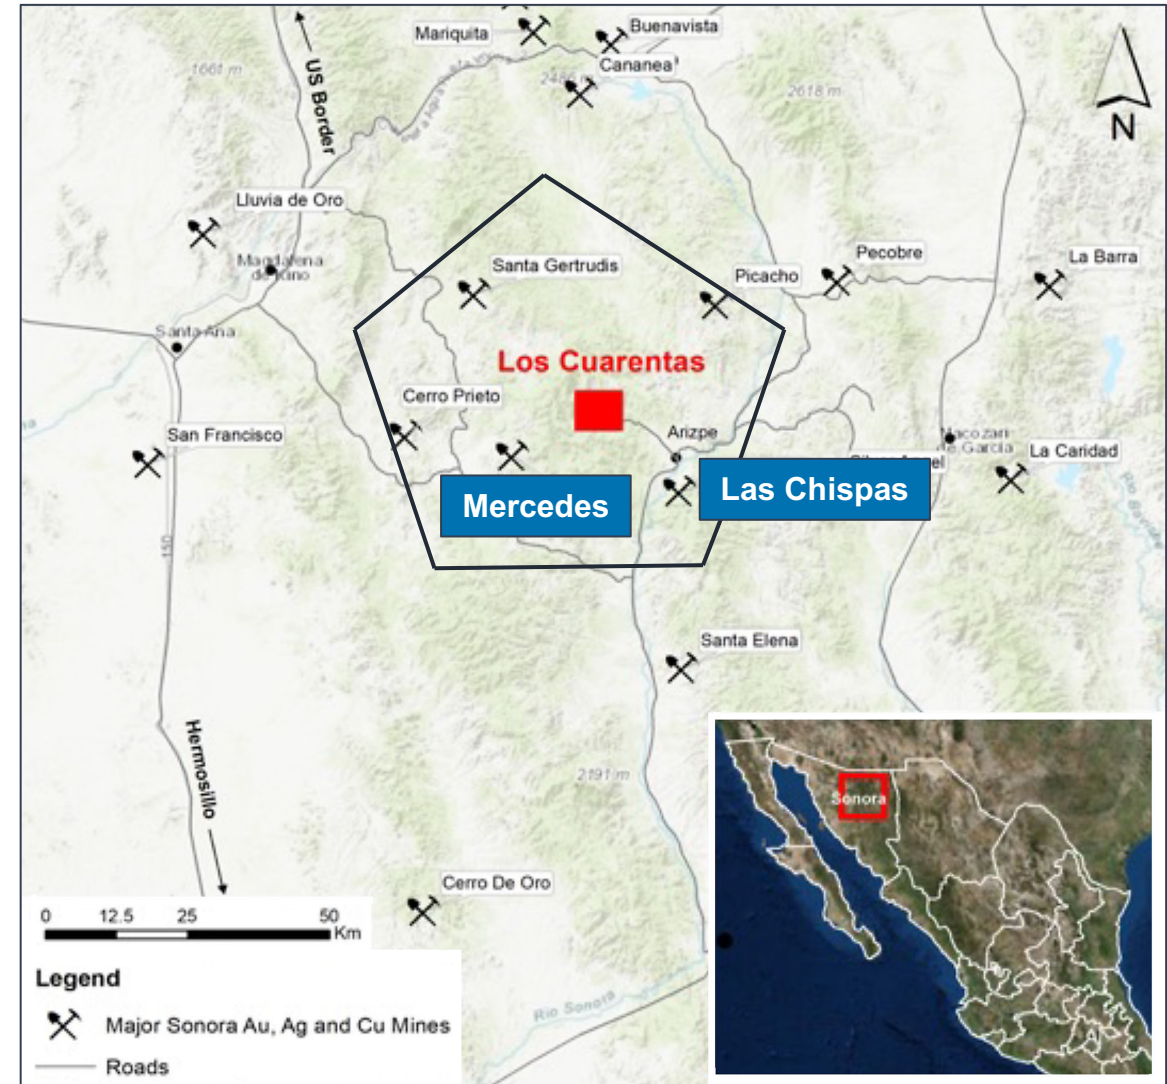 Mariquita
Buenavista
Cananea
1661 m
2618 m
US Border
N
Lluvia de Oro
Magdalena
de Kino
Santa Gertrudis
Picacho
Pecobre
La Barra
Santa Ana
Los Cuarentas
Cerro Prieto
San Francisco
Arizpe
Nacozari
de García
La Caridad
Mercedes
Las Chispas
150
Santa Elena
Hermosillo
2191 m
Sonora
Cerro De Oro
0 12.5 25 50
Km
Legend
Major Sonora Au, Ag and Cu Mines
Roads
Rio Sonora